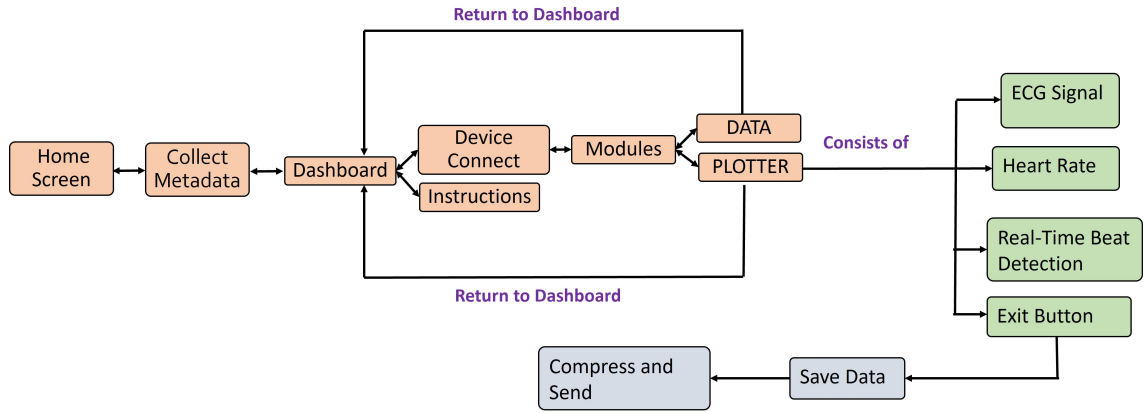 Return to Dashboard
Home
Screen
Collect
Metadata
Dashboard
Device
Connect
Instructions
Modules
DATA
PLOTTER
Consists of
ECG Signal
Heart Rate
Real-Time Beat
Detection
Exit Button
Return to Dashboard
Compress and
Send
Save Data